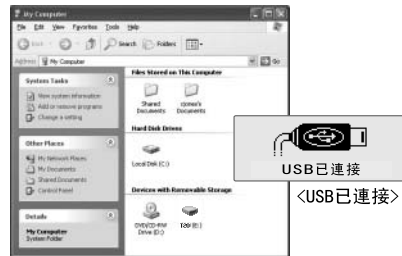 My Computer
File Edit View Favorites Tools Help
Back Search Folders
Address My Computer Go
System Tasks
View system information
Add or remove programs
Change a setting
Other Places
My Network Places
My Documents
Shared Documents
Control Panel
Details
My Computer
System Folder
Files Stored on This Computer
Shared Documents
Documents
Hard Disk Drives
Local Disk (C:)
Devices with Removable Storage
DVD/CD-RW Drive (D:)
T20 (E:)
USB已連接
<USB已連接>